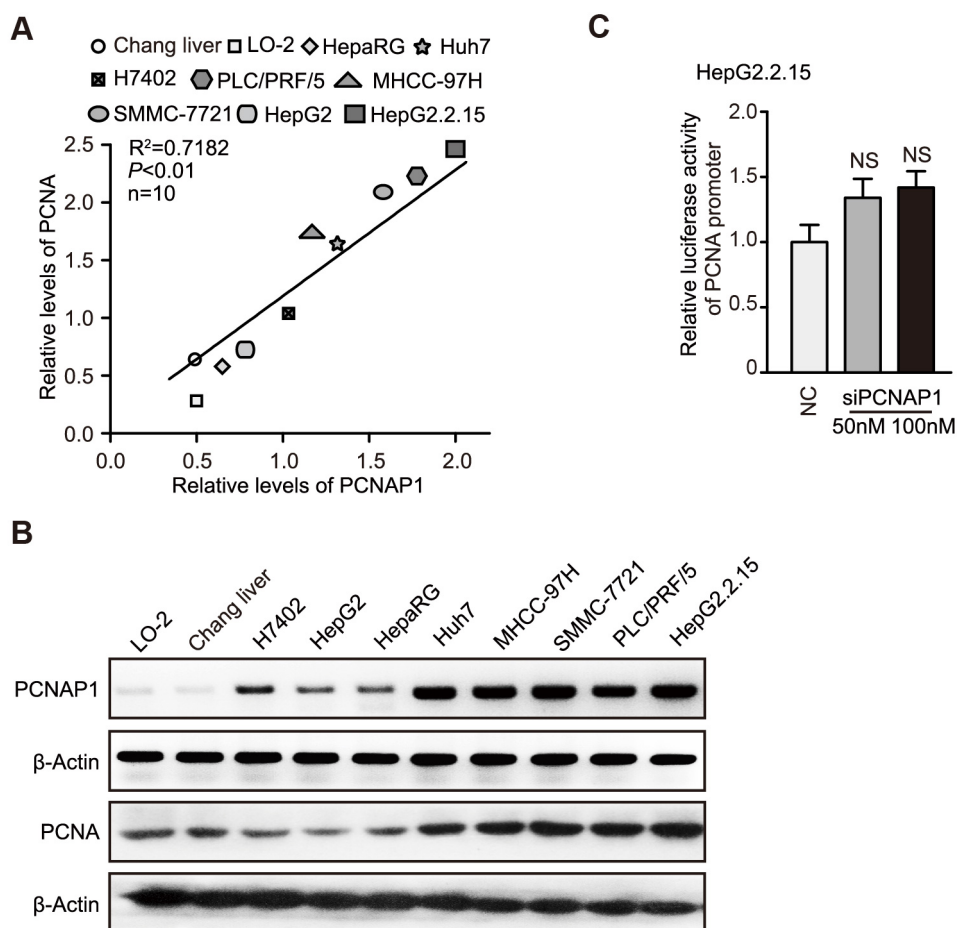 A
Chang liver LO-2 HepaRG Huh7
H7402 PLC/PRF/5 MHCC-97H
SMMC-7721 HepG2 HepG2.2.15
R²=0.7182
P<0.01
n=10
Relative levels of PCNA
2.5
2.0
1.5
1.0
0.5
0.0
0.0 0.5 1.0 1.5 2.0
Relative levels of PCNAP1
C
HepG2.2.15
Relative luciferase activity
of PCNA promoter
2.0
1.5
1.0
0.5
0
NS NS
NC
siPCNAP1
50nM 100nM
B
LO-2 Chang liver H7402 HepG2 HepaRG Huh7 MHCC-97H SMMC-7721 PLC/PRF/5 HepG2.2.15
PCNAP1
β-Actin
PCNA
β-Actin